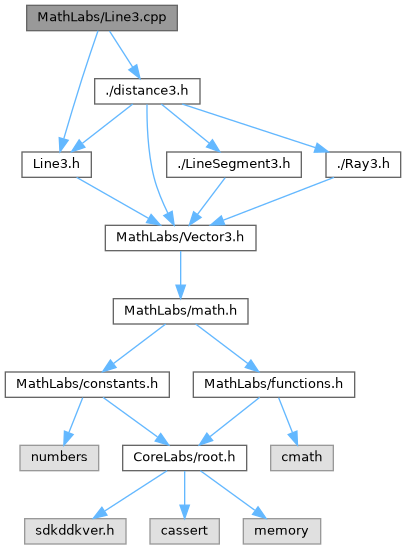 MathLabs/Line3.cpp
./distance3.h
Line3.h
./LineSegment3.h
./Ray3.h
MathLabs/Vector3.h
MathLabs/math.h
MathLabs/constants.h
MathLabs/functions.h
numbers
CoreLabs/root.h
cmath
sdkddkver.h
cassert
memory